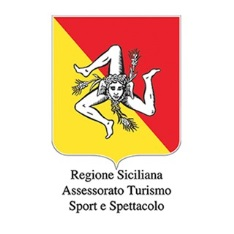 Regione Siciliana
Assessorato Turismo
Sport e Spettacolo